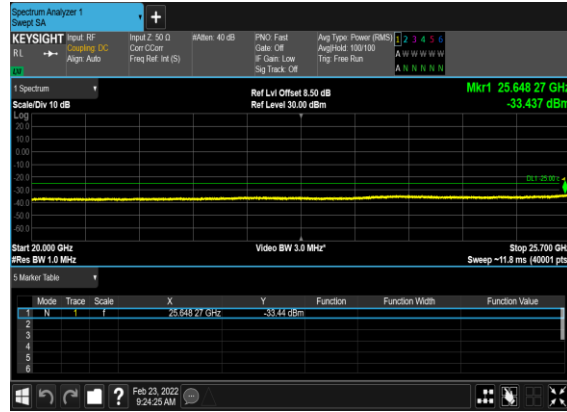 Spectrum Analyzer 1
Swept SA
+
KEYSIGHT Input: RF Input Z: 50 Ω #Atten: 40 dB PNO: Fast Avg Type: Power (RMS) 1 2 3 4 5 6
RL Coupling: DC Corr CCorr Gate: Off Avg|Hold: 100/100 A W W W W W
Align: Auto Freq Ref: Int (S) IF Gain: Low Trig: Free Run
Sig Track: Off A N N N N N
1 Spectrum Ref Lvl Offset 8.50 dB Mkr1 25.648 27 GHz
Scale/Div 10 dB Ref Level 30.00 dBm -33.437 dBm
Log
20.0
10.0
0.00
-10.0
-20.0
-30.0
-40.0
-50.0
-60.0
Start 20.000 GHz Video BW 3.0 MHz* Stop 25.700 GHz
#Res BW 1.0 MHz Sweep ~11.8 ms (40001 pts)
5 Marker Table
Mode Trace Scale X Y Function Function Width Function Value
1 N 1 f 25.648 27 GHz -33.44 dBm
2
3
4
5
6
? Feb 23, 2022
9:24:25 AM